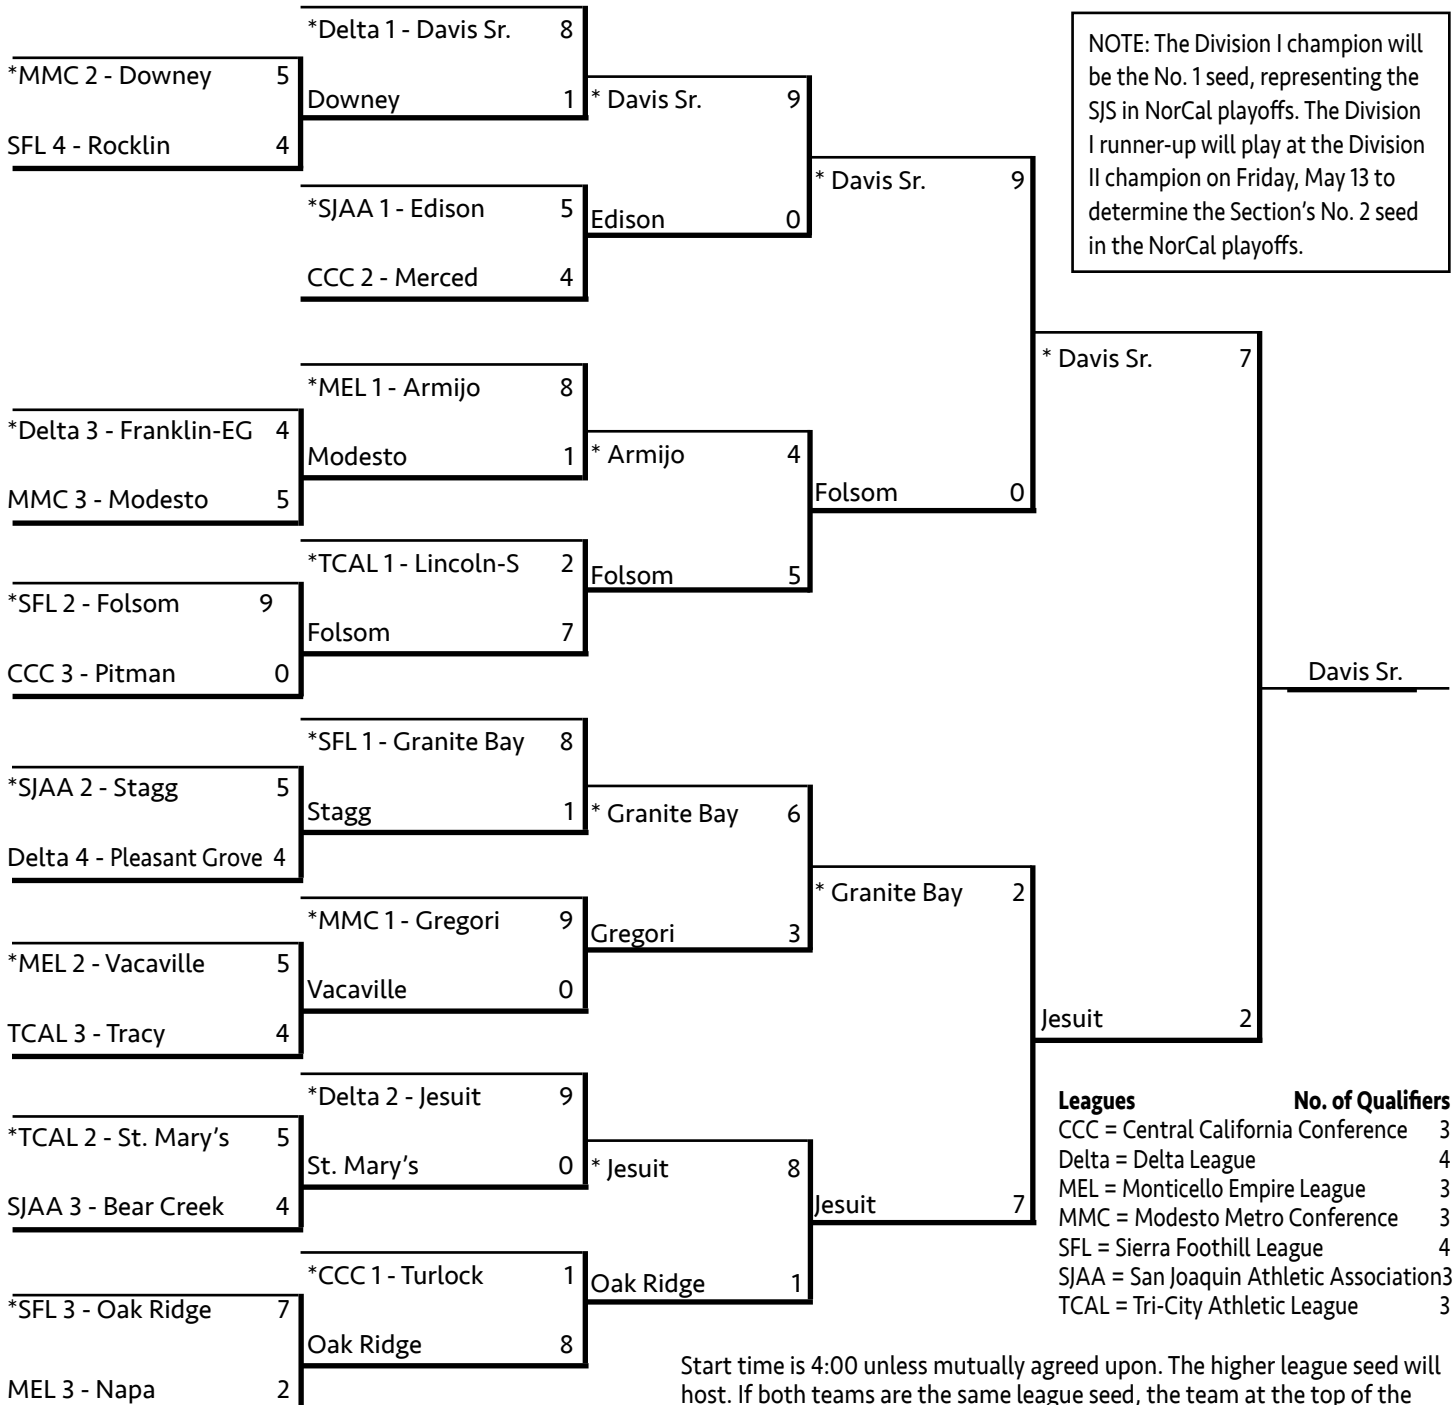 *Delta 1 - Davis Sr. 8
*MMC 2 - Downey 5
Downey 1
SFL 4 - Rocklin 4
* Davis Sr. 9
*SJAA 1 - Edison 5
Edison 0
CCC 2 - Merced 4
* Davis Sr. 9
NOTE: The Division I champion will
be the No. 1 seed, representing the
SJS in NorCal playoffs. The Division
I runner-up will play at the Division
II champion on Friday, May 13 to
determine the Section's No. 2 seed
in the NorCal playoffs.
*MEL 1 - Armijo 8
*Delta 3 - Franklin-EG 4
Modesto 1
MMC 3 - Modesto 5
* Armijo 4
Folsom 0
*TCAL 1 - Lincoln-S 2
Folsom 5
*SFL 2 - Folsom 9
Folsom 7
CCC 3 - Pitman 0
* Davis Sr. 7
Davis Sr.
*SFL 1 - Granite Bay 8
*SJAA 2 - Stagg 5
Stagg 1
Delta 4 - Pleasant Grove 4
* Granite Bay 6
* Granite Bay 2
*MMC 1 - Gregori 9
Gregori 3
*MEL 2 - Vacaville 5
Vacaville 0
TCAL 3 - Tracy 4
Jesuit 2
*Delta 2 - Jesuit 9
*TCAL 2 - St. Mary’s 5
St. Mary’s 0
SJAA 3 - Bear Creek 4
* Jesuit 8
Jesuit 7
*CCC 1 - Turlock 1
Oak Ridge 1
*SFL 3 - Oak Ridge 7
Oak Ridge 8
MEL 3 - Napa 2
Leagues No. of Qualifiers
CCC = Central California Conference 3
Delta = Delta League 4
MEL = Monticello Empire League 3
MMC = Modesto Metro Conference 3
SFL = Sierra Foothill League 4
SJAA = San Joaquin Athletic Association3
TCAL = Tri-City Athletic League 3
Start time is 4:00 unless mutually agreed upon. The higher league seed will
host. If both teams are the same league seed, the team at the top of the